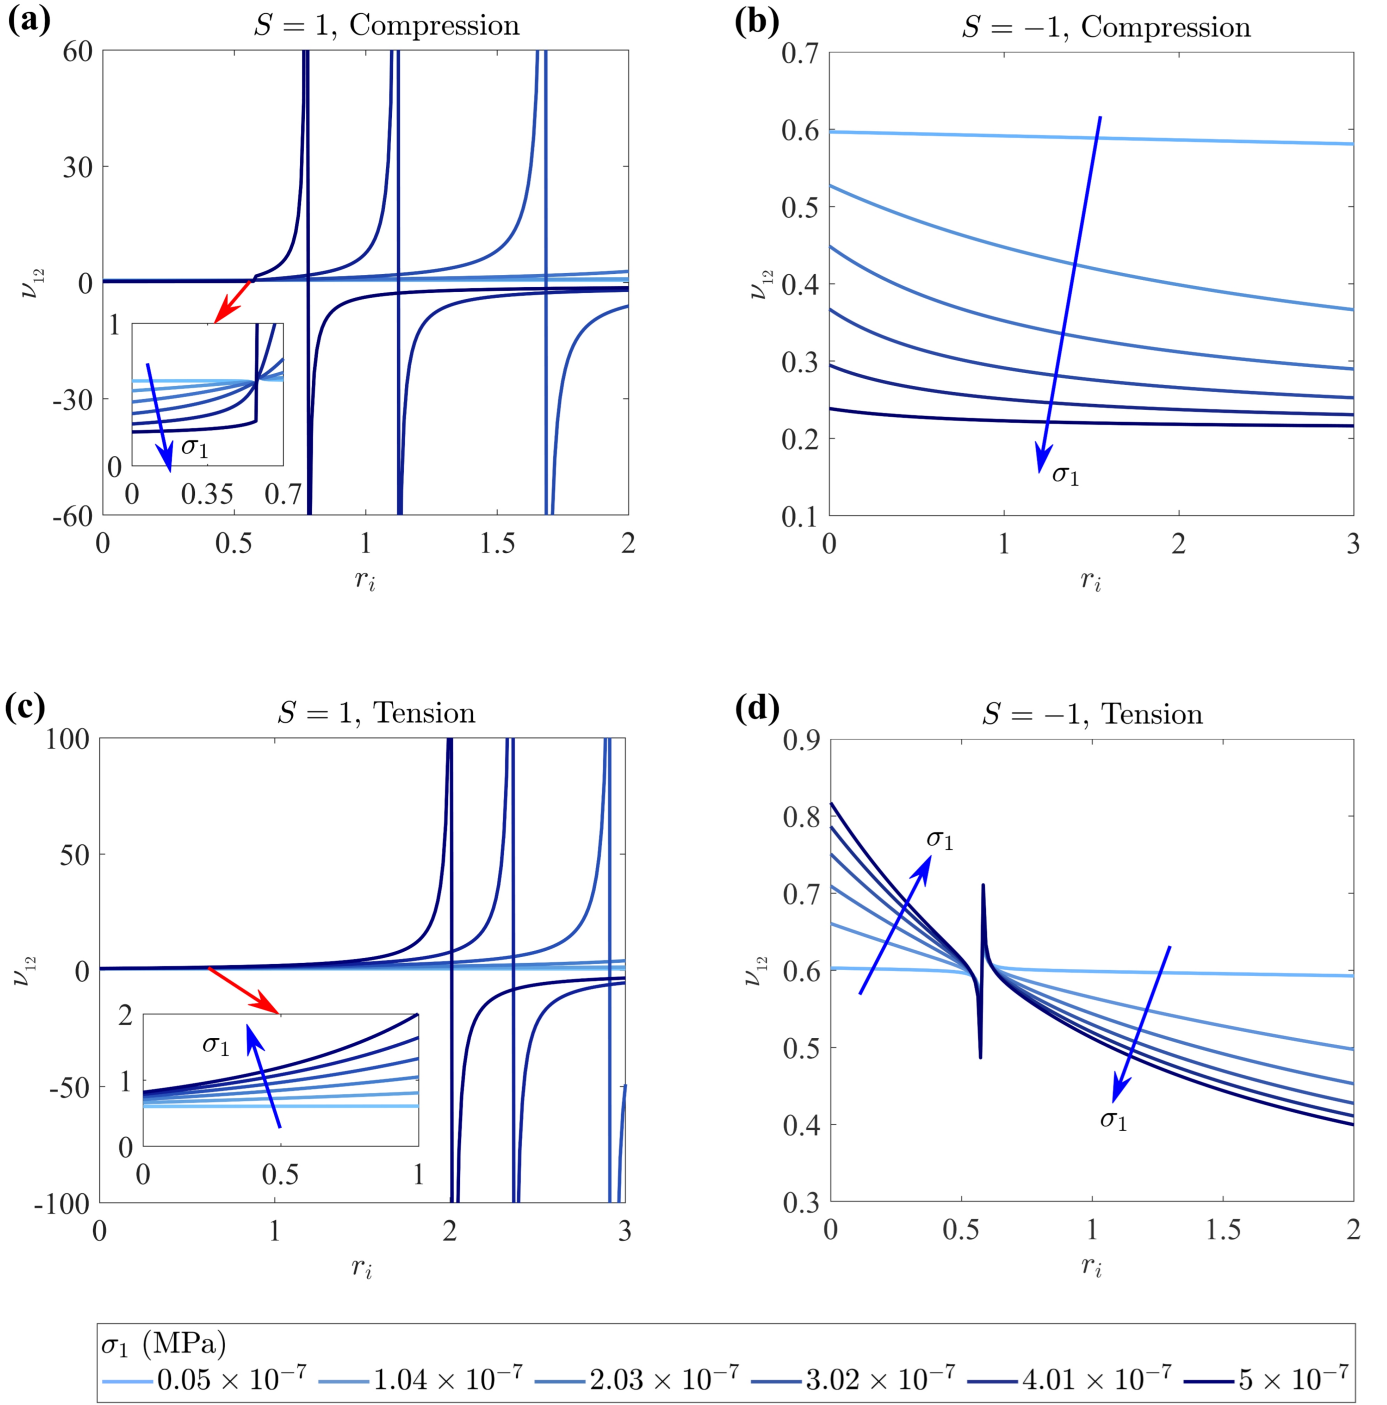 (a)
S = 1, Compression
60
30
0
-30
-60
ν₁₂
1
0
σ₁
0 0.35 0.7
0 0.5 1 1.5 2
rᵢ
(b)
S = −1, Compression
0.7
0.6
0.5
0.4
0.3
0.2
0.1
ν₁₂
σ₁
0 1 2 3
rᵢ
(c)
S = 1, Tension
100
50
0
-50
-100
ν₁₂
2
1
0
σ₁
0 0.5 1
0 1 2 3
rᵢ
(d)
S = −1, Tension
0.9
0.8
0.7
0.6
0.5
0.4
0.3
ν₁₂
σ₁
σ₁
0 0.5 1 1.5 2
rᵢ
σ₁ (MPa)
0.05 × 10⁻⁷ 1.04 × 10⁻⁷ 2.03 × 10⁻⁷ 3.02 × 10⁻⁷ 4.01 × 10⁻⁷ 5 × 10⁻⁷